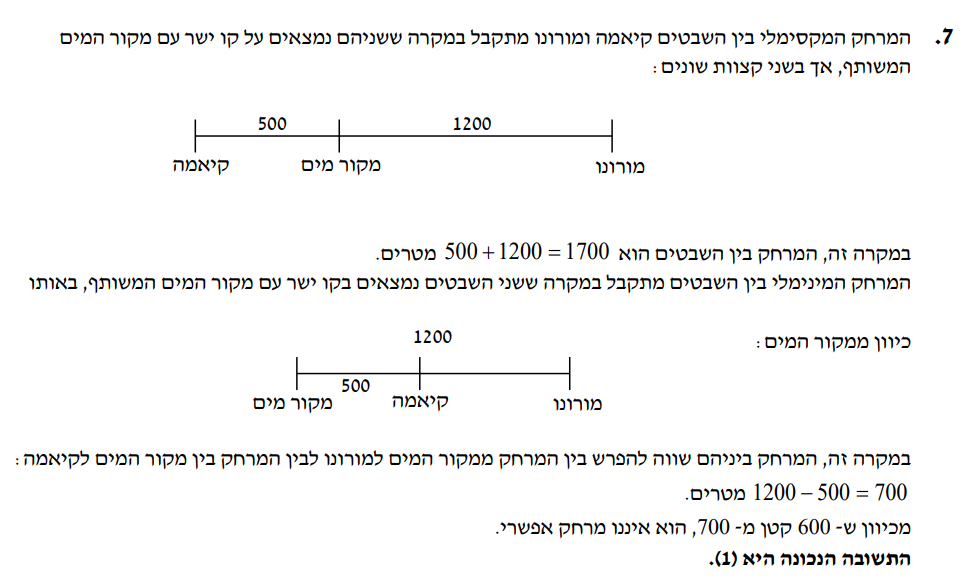 7. המרחק המקסימלי בין השבטים קיאמה ומורונו מתקבל במקרה ששניהם נמצאים על קו ישר עם מקור המים
המשותף, אך בשני קצוות שונים:
500 1200
קיאמה מקור מים מורונו
במקרה זה, המרחק בין השבטים הוא 500 + 1200 = 1700 מטרים.
המרחק המינימלי בין השבטים מתקבל במקרה ששני השבטים נמצאים בקו ישר עם מקור המים המשותף, באותו
כיוון ממקור המים:
1200
500
מקור מים קיאמה מורונו
במקרה זה, המרחק ביניהם שווה להפרש בין המרחק ממקור המים למורונו לבין המרחק בין מקור המים לקיאמה:
1200 – 500 = 700 מטרים.
מכיוון ש- 600 קטן מ- 700, הוא איננו מרחק אפשרי.
התשובה הנכונה היא (1).